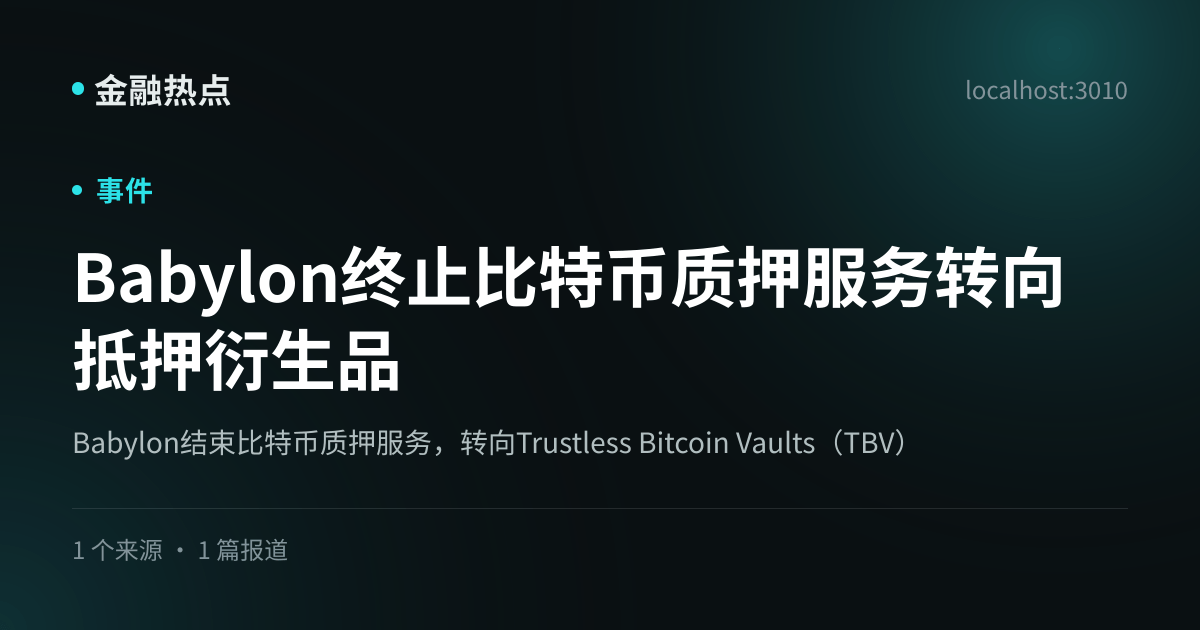 金融热点
localhost:3010
事件
Babylon终止比特币质押服务转向
抵押衍生品
Babylon结束比特币质押服务，转向Trustless Bitcoin Vaults（TBV）
1 个来源 · 1 篇报道